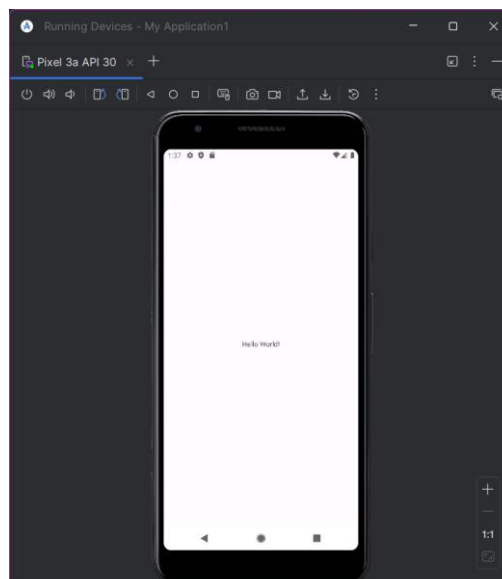 Running Devices - My Application1
Pixel 3a API 30
1:37
Hello World!
1:1